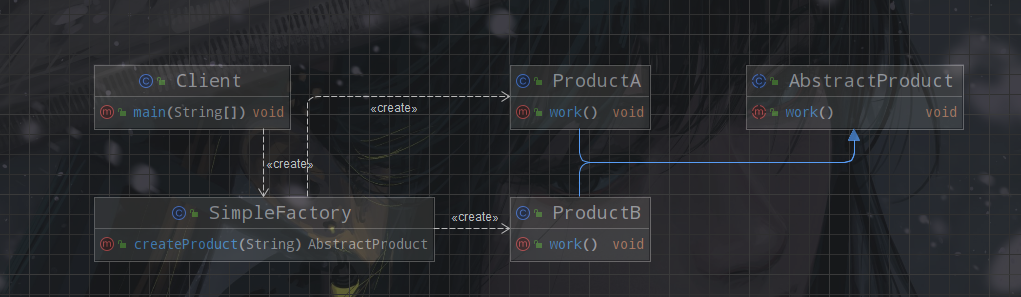 Client
main(String[]) void
ProductA
work() void
AbstractProduct
work() void
«create»
«create»
SimpleFactory
createProduct(String) AbstractProduct
«create»
ProductB
work() void